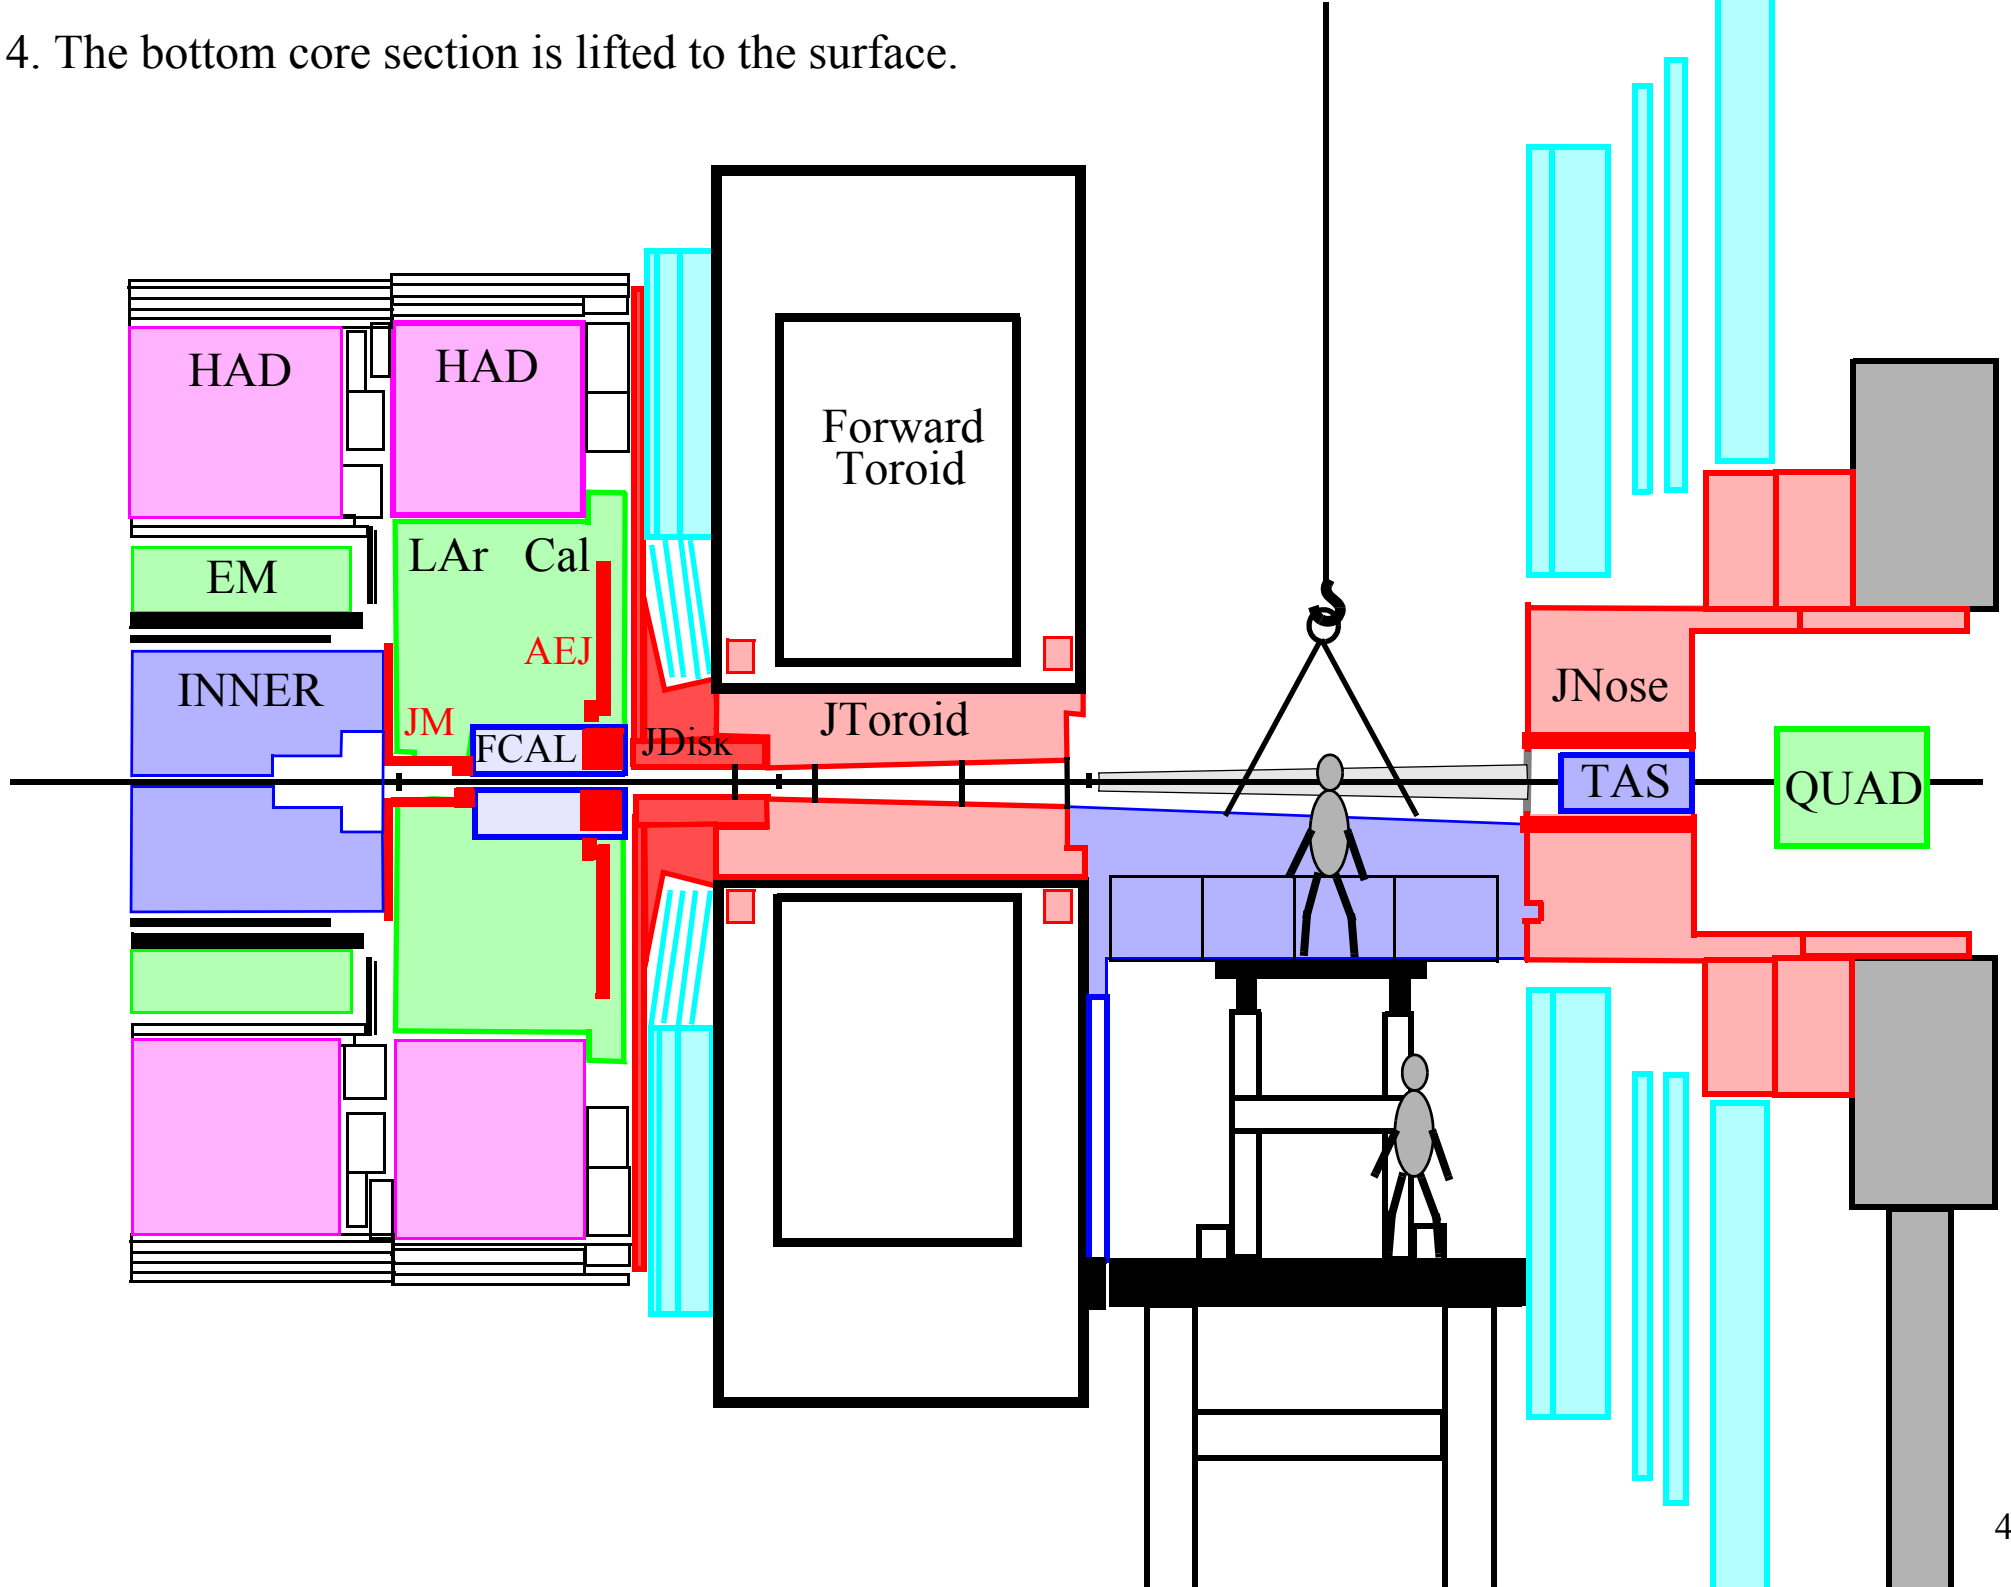 4. The bottom core section is lifted to the surface.
HAD
HAD
Forward
Toroid
LAr Cal
EM
AEJ
INNER
JM
FCAL
JDisk
JToroid
JNose
TAS
QUAD
4